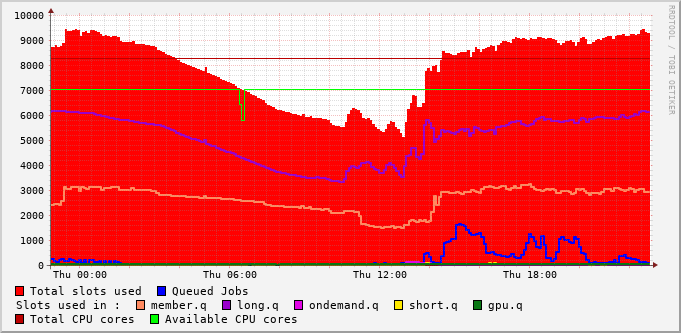 10000
9000
8000
7000
6000
5000
4000
3000
2000
1000
0
Thu 00:00 Thu 06:00 Thu 12:00 Thu 18:00
RRDTOOL / TOBI OETIKER
Total slots used Queued Jobs
Slots used in : member.q long.q ondemand.q short.q gpu.q
Total CPU cores Available CPU cores